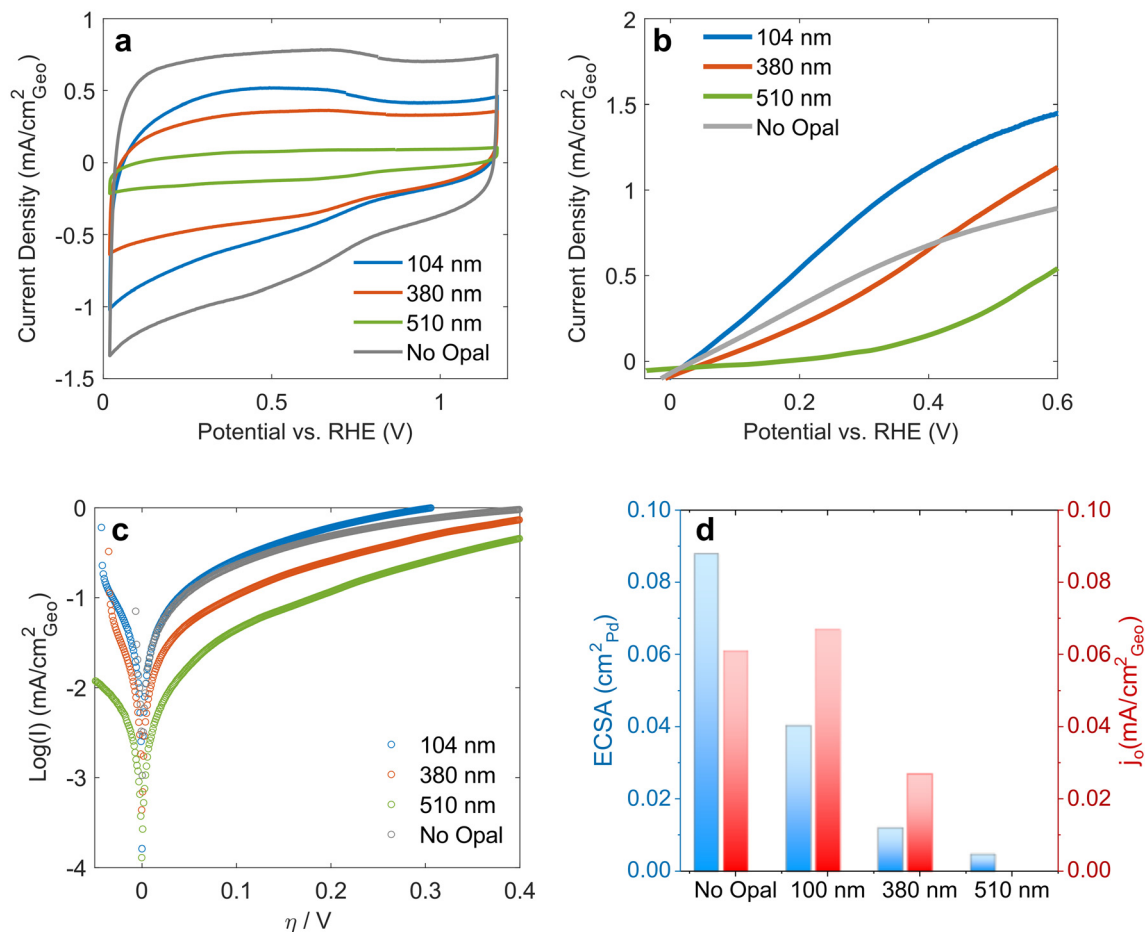 a
1
0.5
0
-0.5
-1
-1.5
0
0.5
1
Current Density (mA/cm²Geo)
Potential vs. RHE (V)
104 nm
380 nm
510 nm
No Opal
b
2
1.5
1
0.5
0
0
0.2
0.4
0.6
Current Density (mA/cm²Geo)
Potential vs. RHE (V)
104 nm
380 nm
510 nm
No Opal
c
0
-1
-2
-3
-4
0
0.1
0.2
0.3
0.4
Log(I) (mA/cm²Geo)
η / V
104 nm
380 nm
510 nm
No Opal
d
0.10
0.08
0.06
0.04
0.02
0.00
ECSA (cm²Pd)
No Opal
100 nm
380 nm
510 nm
0.10
0.08
0.06
0.04
0.02
0.00
jo(mA/cm²Geo)